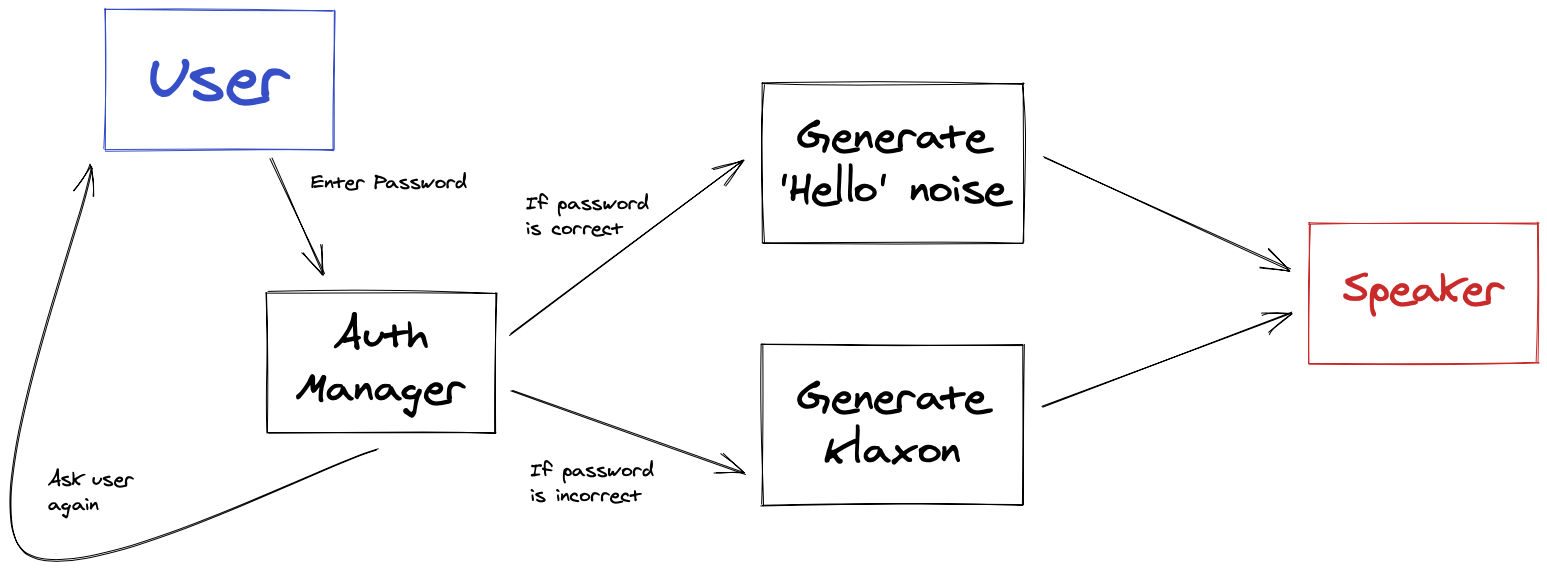 User
Enter Password
Auth
Manager
Ask user
again
If password
is correct
If password
is incorrect
Generate
'Hello' noise
Generate
klaxon
Speaker